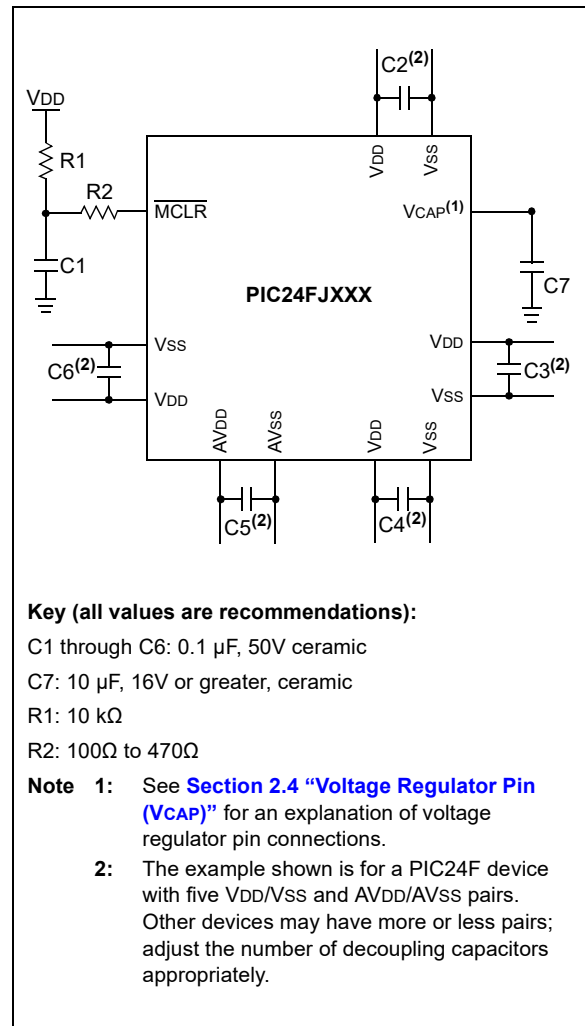 C2(2)
VDD
R1
R2
C1
VDD
VSS
MCLR
VCAP(1)
C7
PIC24FJXXX
VSS
VDD
C6(2)
C3(2)
VDD
VSS
AVDD
AVSS
VDD
VSS
C5(2)
C4(2)
Key (all values are recommendations):
C1 through C6: 0.1 µF, 50V ceramic
C7: 10 µF, 16V or greater, ceramic
R1: 10 kΩ
R2: 100Ω to 470Ω
Note 1: See Section 2.4 “Voltage Regulator Pin
(VCAP)” for an explanation of voltage
regulator pin connections.
2: The example shown is for a PIC24F device
with five VDD/VSS and AVDD/AVSS pairs.
Other devices may have more or less pairs;
adjust the number of decoupling capacitors
appropriately.